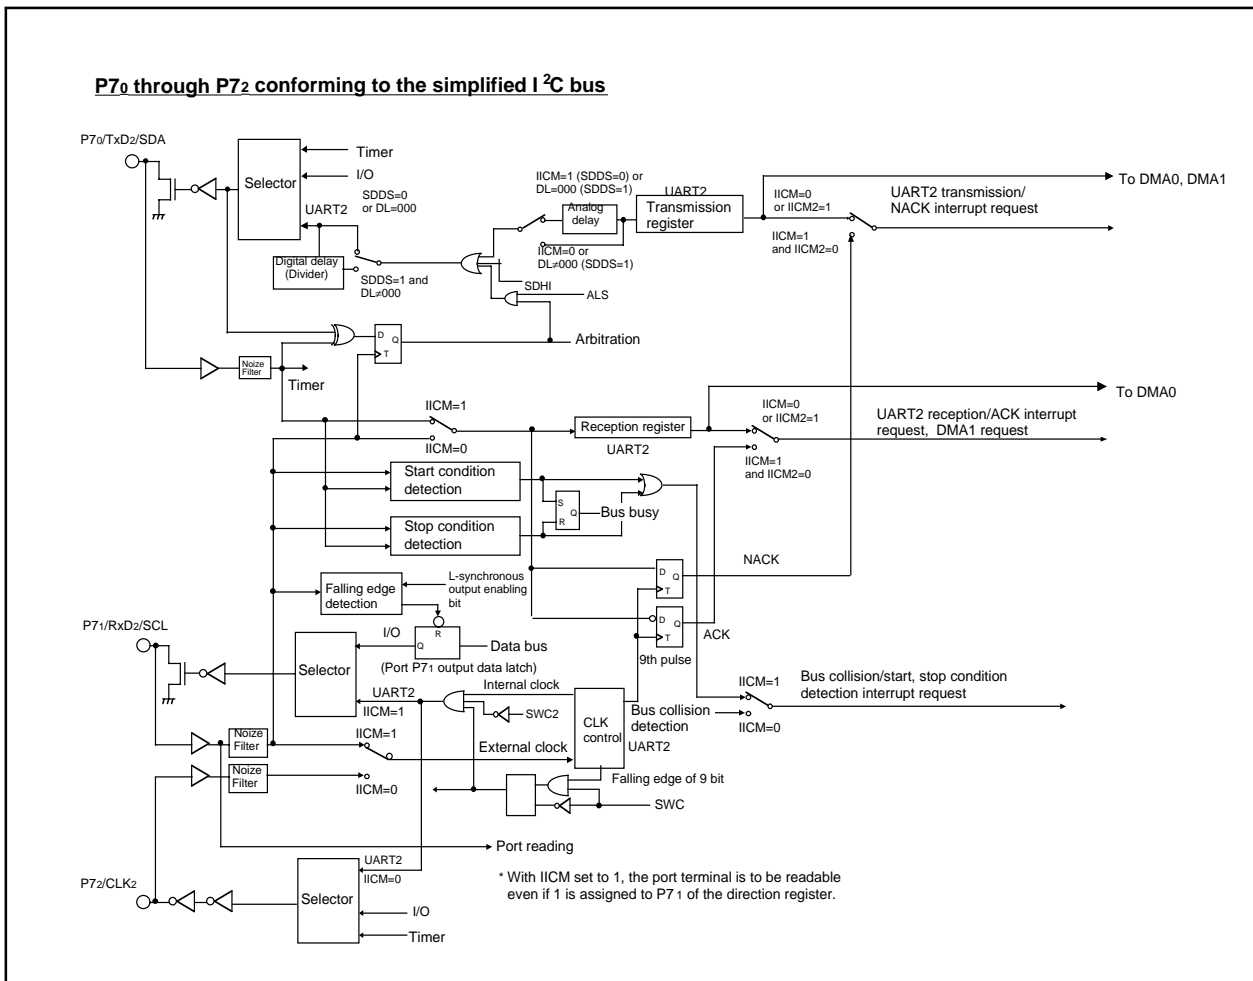 P70 through P72 conforming to the simplified I 2C bus
P70/TxD2/SDA
Selector
Timer
I/O
UART2
SDDS=0
or DL=000
Digital delay
(Divider)
SDDS=1 and
DL≠000
IICM=1 (SDDS=0) or
DL=000 (SDDS=1)
Analog
delay
IICM=0 or
DL≠000 (SDDS=1)
SDHI
ALS
UART2
Transmission
register
IICM=0
or IICM2=1
IICM=1
and IICM2=0
To DMA0, DMA1
UART2 transmission/
NACK interrupt request
D
Q
T
Arbitration
Noize
Filter
Timer
IICM=1
IICM=0
Reception register
UART2
IICM=0
or IICM2=1
IICM=1
and IICM2=0
To DMA0
UART2 reception/ACK interrupt
request, DMA1 request
Start condition
detection
Stop condition
detection
S
Q
R
Bus busy
NACK
D
Q
T
D
Q
T
ACK
9th pulse
Falling edge
detection
L-synchronous
output enabling
bit
P71/RxD2/SCL
Selector
I/O
R
Q
Data bus
(Port P71 output data latch)
UART2
IICM=1
Internal clock
SWC2
CLK
control
UART2
Bus collision
detection
IICM=1
IICM=0
Bus collision/start, stop condition
detection interrupt request
Noize
Filter
IICM=1
External clock
Noize
Filter
IICM=0
Falling edge of 9 bit
SWC
Port reading
P72/CLK2
Selector
UART2
IICM=0
I/O
Timer
* With IICM set to 1, the port terminal is to be readable
even if 1 is assigned to P71 of the direction register.